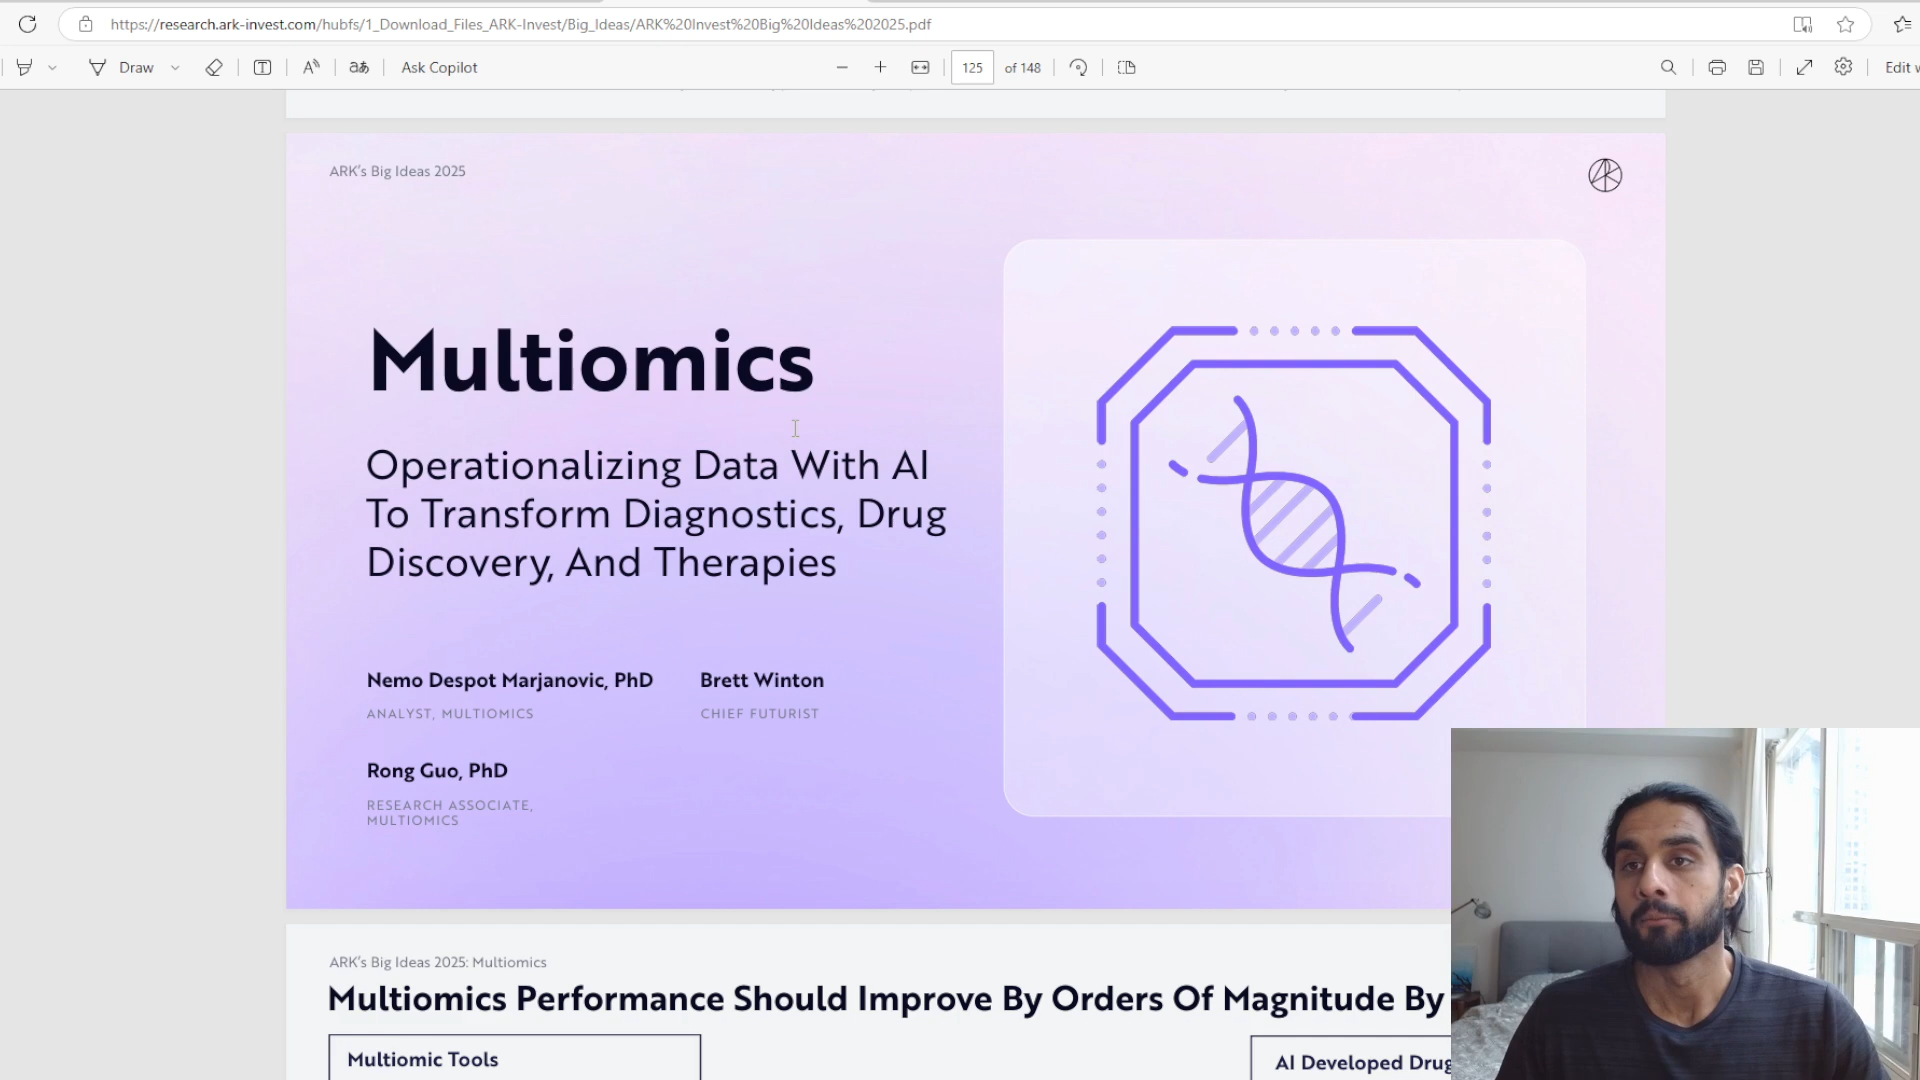 https://research.ark-invest.com/hubfs/1_Download_Files_ARK-Invest/Big_Ideas/ARK%20Invest%20Big%20Ideas%202025.pdf
Draw
Ask Copilot
125 of 148
Edit
ARK's Big Ideas 2025
Multiomics
Operationalizing Data With AI
To Transform Diagnostics, Drug
Discovery, And Therapies
Nemo Despot Marjanovic, PhD
ANALYST, MULTIOMICS
Brett Winton
CHIEF FUTURIST
Rong Guo, PhD
RESEARCH ASSOCIATE,
MULTIOMICS
ARK's Big Ideas 2025: Multiomics
Multiomics Performance Should Improve By Orders Of Magnitude By
Multiomic Tools
AI Developed Drug